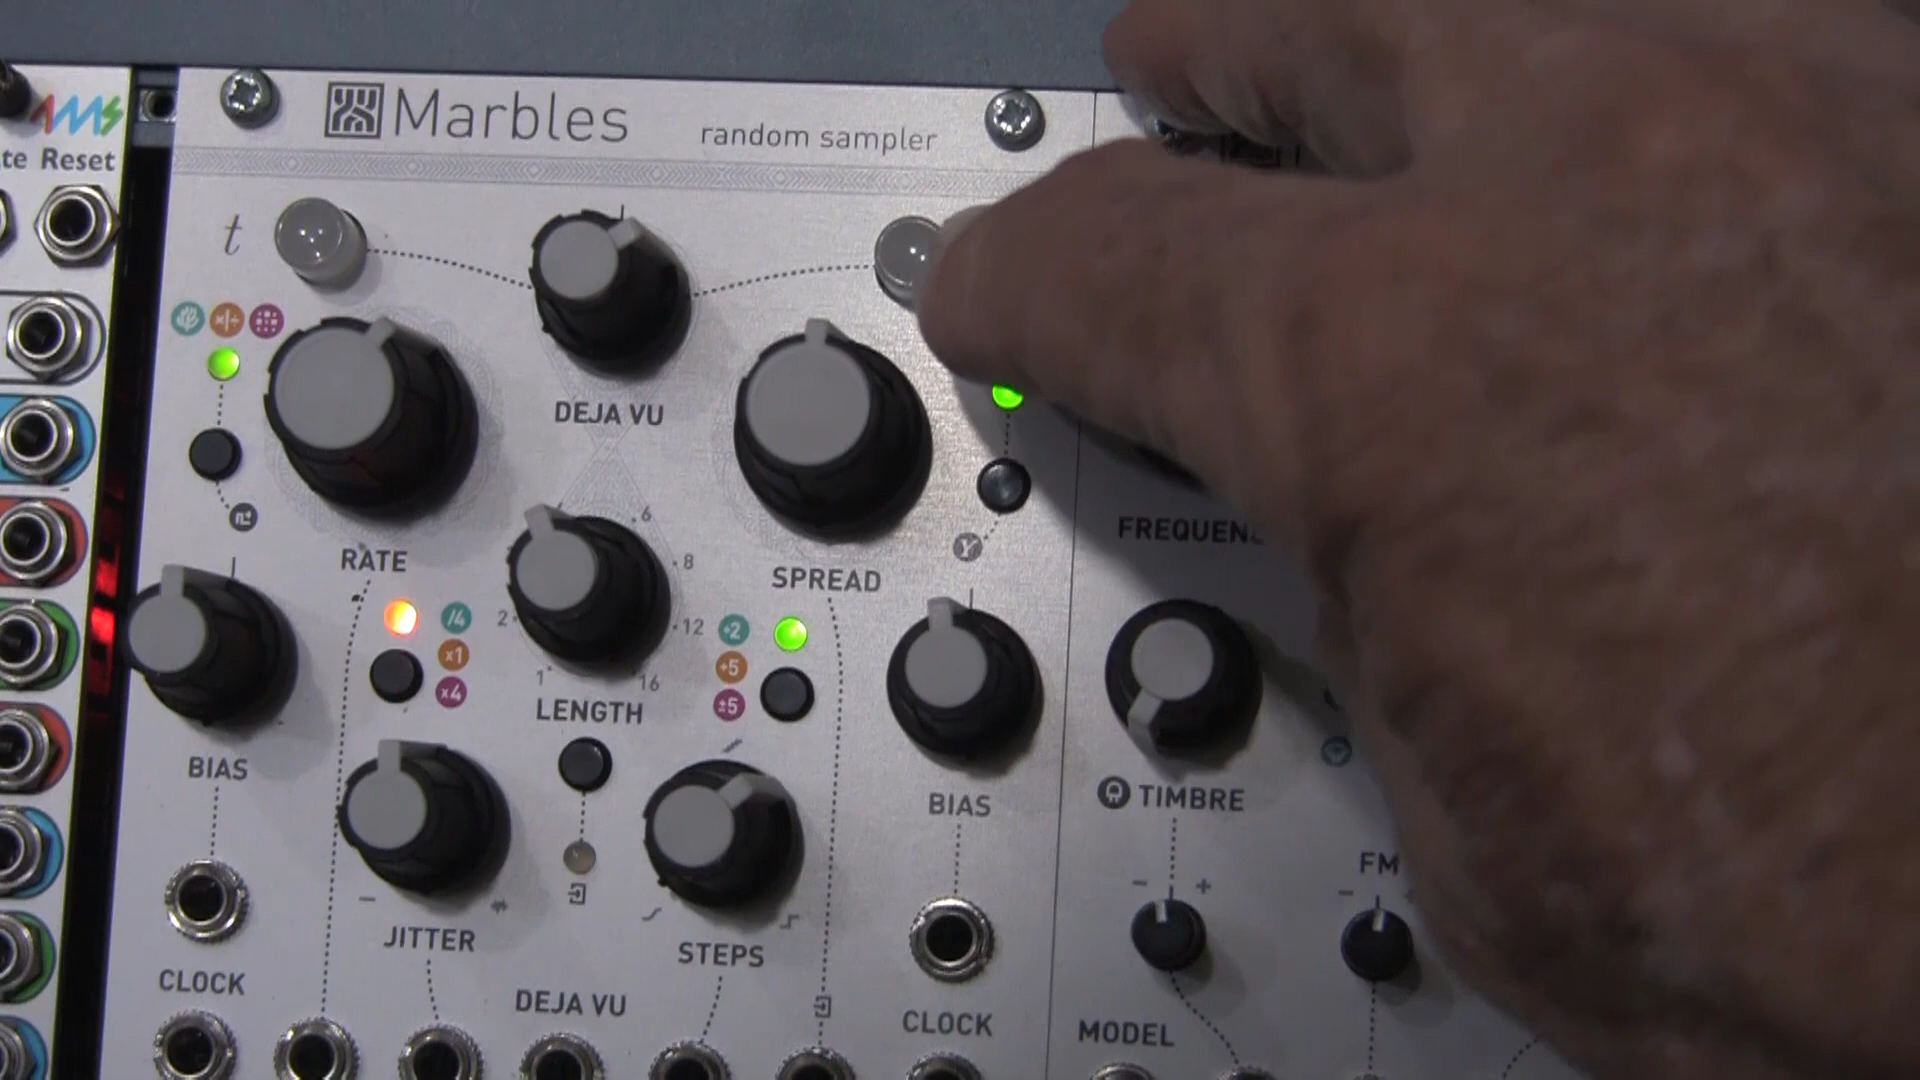 Marbles random sampler
te Reset
t
DEJA VU
FREQUEN
RATE
SPREAD
Y
6
8
2
12
1
16
/4
x1
x4
+2
+5
±5
LENGTH
BIAS
BIAS
TIMBRE
- +
FM
-
JITTER
STEPS
CLOCK
DEJA VU
CLOCK
MODEL